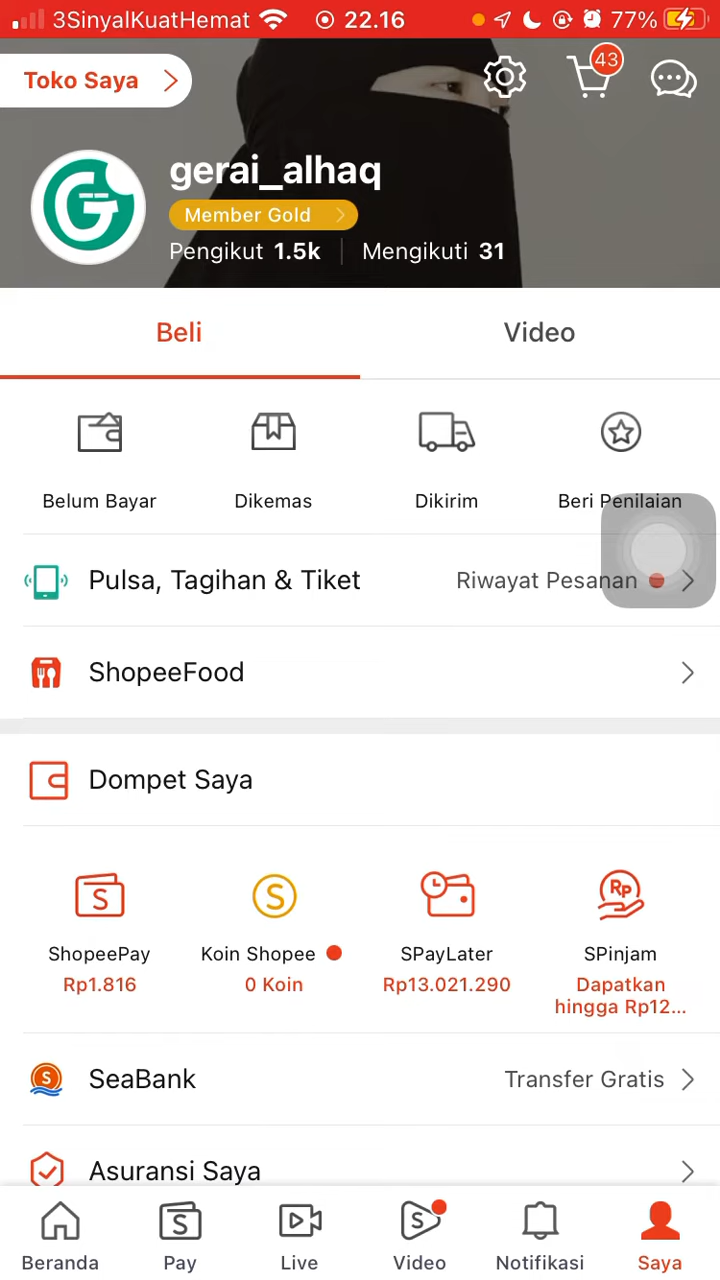 3SinyalKuatHemat 22.16 77%
Toko Saya
43
gerai_alhaq
Member Gold
Pengikut 1.5k Mengikuti 31
Beli Video
Belum Bayar Dikemas Dikirim Beri Penilaian
Pulsa, Tagihan & Tiket Riwayat Pesanan
ShopeeFood
Dompet Saya
ShopeePay Koin Shopee SPayLater SPinjam
Rp1.816 0 Koin Rp13.021.290 Dapatkan
hingga Rp12...
SeaBank Transfer Gratis
Asuransi Saya
Beranda Pay Live Video Notifikasi Saya